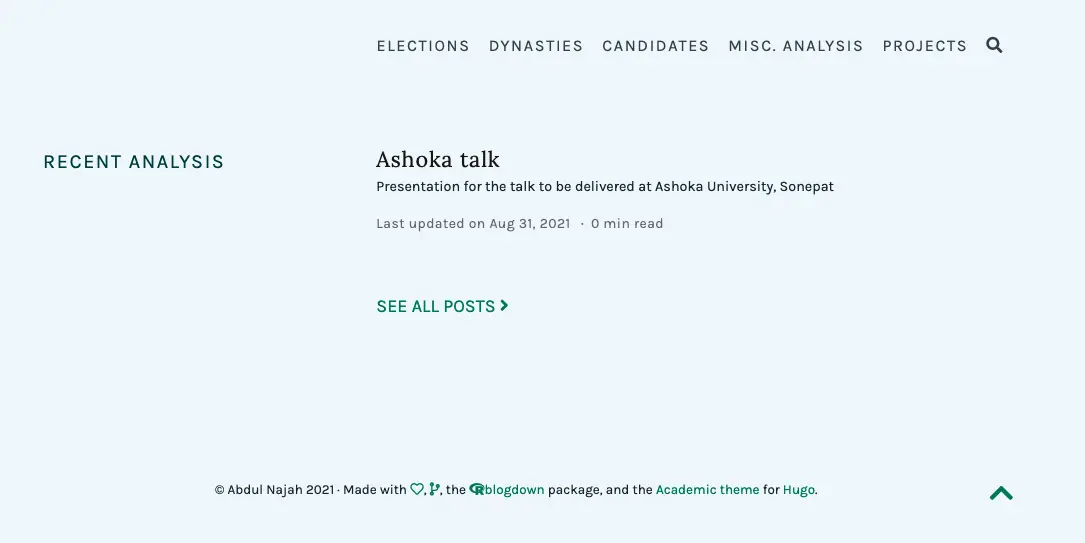 ELECTIONS DYNASTIES CANDIDATES MISC. ANALYSIS PROJECTS
RECENT ANALYSIS
Ashoka talk
Presentation for the talk to be delivered at Ashoka University, Sonepat
Last updated on Aug 31, 2021 · 0 min read
SEE ALL POSTS
© Abdul Najah 2021 · Made with , , the R blogdown package, and the Academic theme for Hugo.